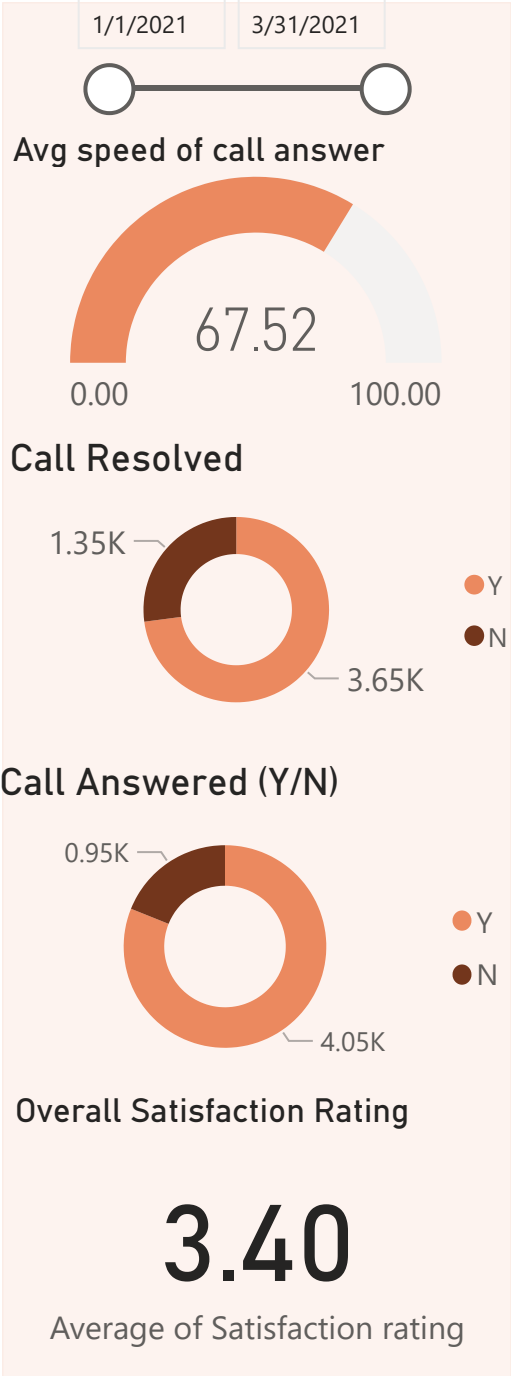 1/1/2021 3/31/2021
Avg speed of call answer
67.52
0.00 100.00
Call Resolved
1.35K
Y
N
3.65K
Call Answered (Y/N)
0.95K
Y
N
4.05K
Overall Satisfaction Rating
3.40
Average of Satisfaction rating